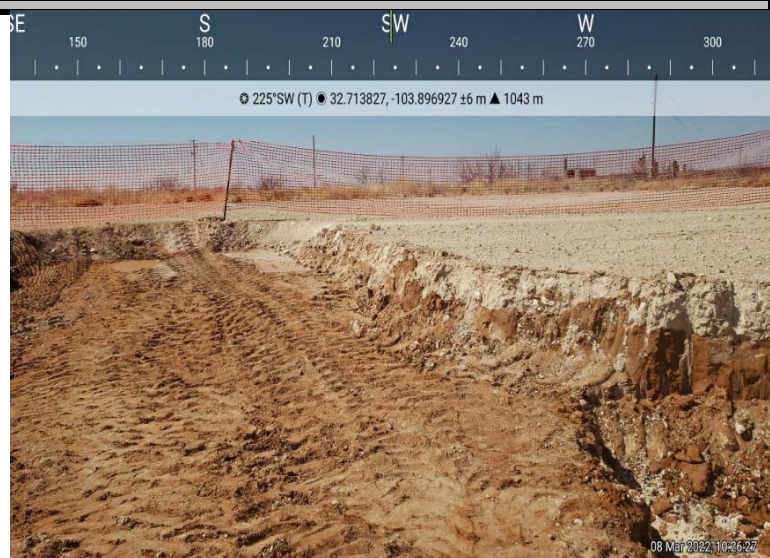 SE S SW W
150 180 210 240 270 300
225°SW (T) 32.713827, -103.896927 ±6 m ▲ 1043 m
08 Mar 2022, 10:26:27